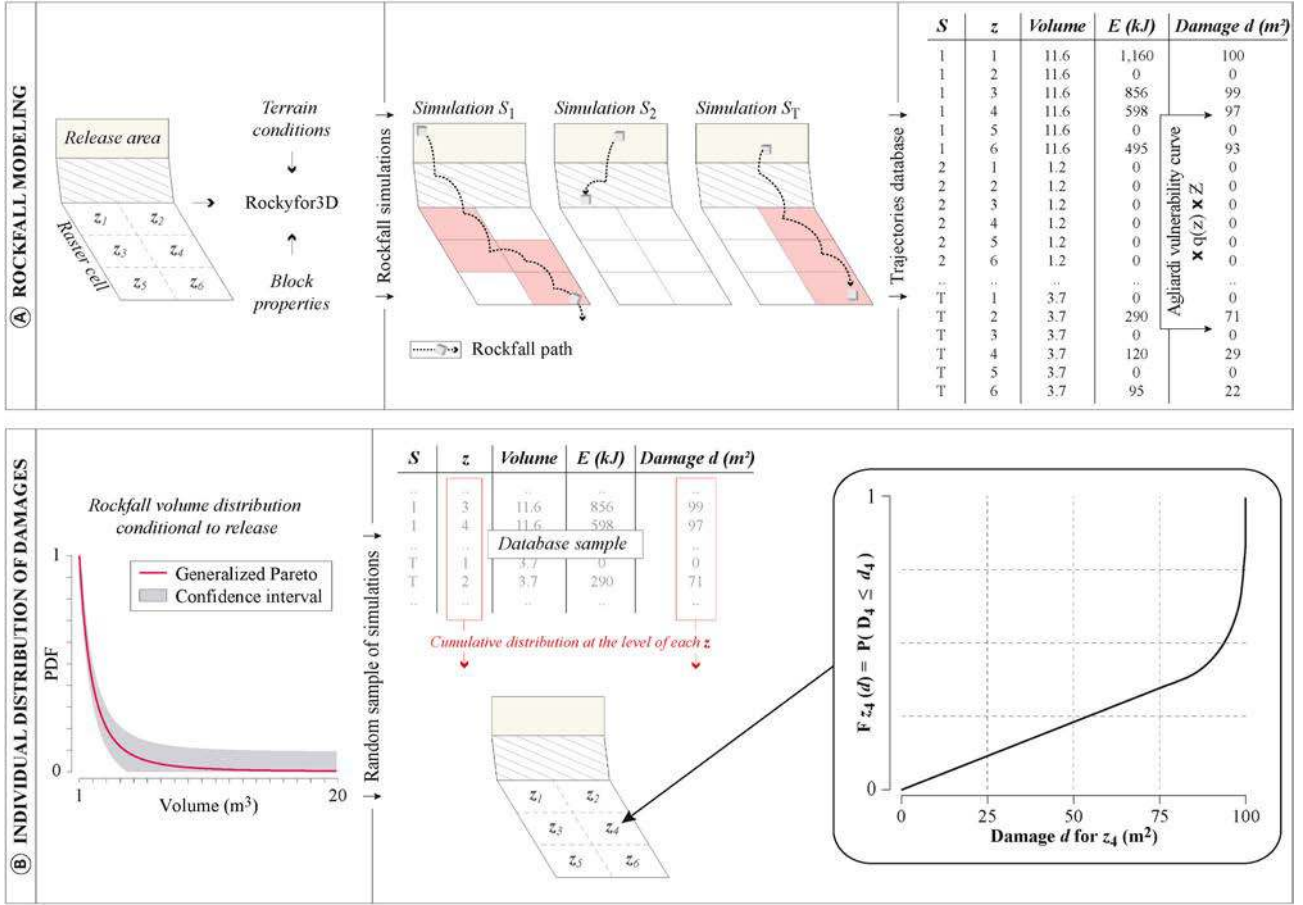 Ⓐ ROCKFALL MODELING
Release area
z1 z2
z3 z4
z5 z6
Raster cell
Terrain
conditions
Rockyfor3D
Block
properties
Rockfall simulations
Simulation S1
Simulation S2
Simulation ST
Rockfall path
Trajectories database
S z Volume E (kJ) Damage d (m²)
1 1 11.6 1,160 100
1 2 11.6 0 0
1 3 11.6 856 99
1 4 11.6 598 97
1 5 11.6 0 0
1 6 11.6 495 93
2 1 1.2 0 0
2 2 1.2 0 0
2 3 1.2 0 0
2 4 1.2 0 0
2 5 1.2 0 0
2 6 1.2 0 0
.. .. .. .. ..
T 1 3.7 0 0
T 2 3.7 290 71
T 3 3.7 0 0
T 4 3.7 120 29
T 5 3.7 0 0
T 6 3.7 95 22
Agliardi vulnerability curve
x q(z) x Z
Ⓑ INDIVIDUAL DISTRIBUTION OF DAMAGES
Rockfall volume distribution
conditional to release
1
Generalized Pareto
Confidence interval
PDF
0
1 20
Volume (m³)
Random sample of simulations
S z Volume E (kJ) Damage d (m²)
.. .. .. .. ..
1 3 11.6 856 99
1 4 11.6 598 97
Database sample
.. ..
T 1 3.7 0 0
T 2 3.7 290 71
.. .. .. .. ..
Cumulative distribution at the level of each z
z1 z2
z3 z4
z5 z6
1
F z4 (d) = P( D4 ≤ d4)
0
0 25 50 75 100
Damage d for z4 (m²)